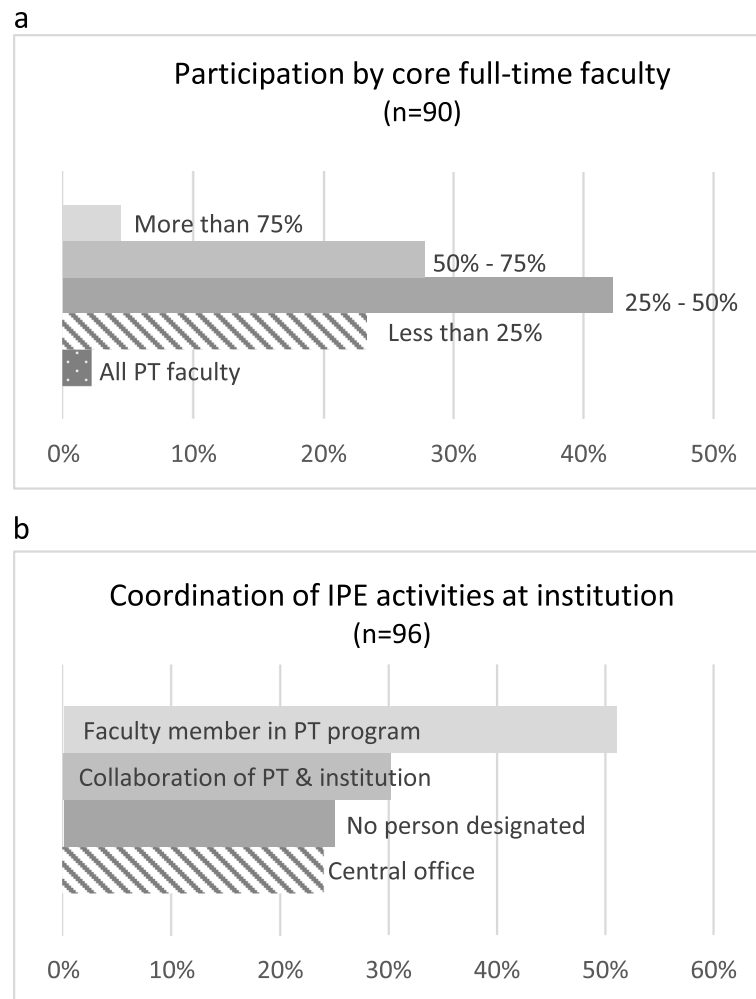 a
Participation by core full-time faculty
(n=90)
More than 75%
50% - 75%
25% - 50%
Less than 25%
All PT faculty
0% 10% 20% 30% 40% 50%
b
Coordination of IPE activities at institution
(n=96)
Faculty member in PT program
Collaboration of PT & institution
No person designated
Central office
0% 10% 20% 30% 40% 50% 60%